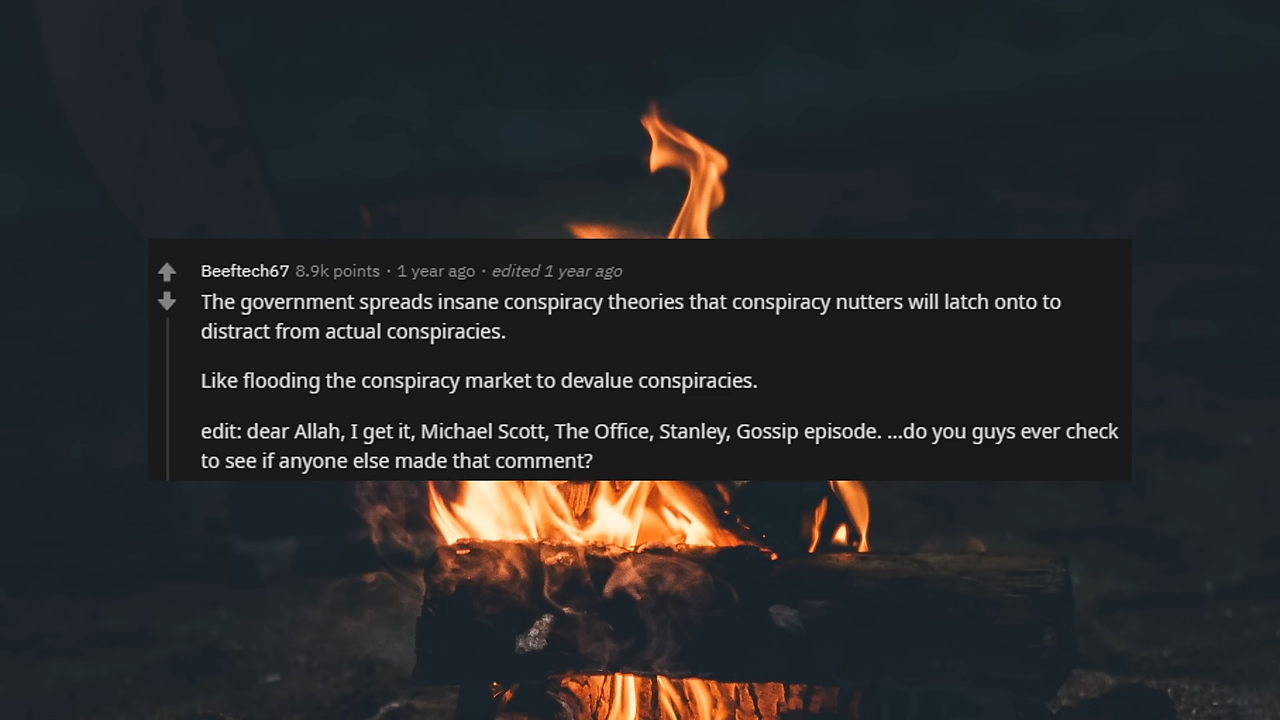 Beeftech67 8.9k points · 1 year ago · edited 1 year ago
The government spreads insane conspiracy theories that conspiracy nutters will latch onto to
distract from actual conspiracies.
Like flooding the conspiracy market to devalue conspiracies.
edit: dear Allah, I get it, Michael Scott, The Office, Stanley, Gossip episode. ...do you guys ever check
to see if anyone else made that comment?